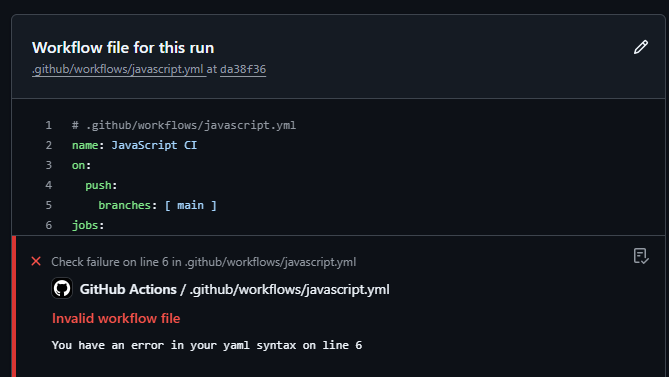 Workflow file for this run
.github/workflows/javascript.yml at da38f36
1 # .github/workflows/javascript.yml
2 name: JavaScript CI
3 on:
4   push:
5     branches: [ main ]
6 jobs:
Check failure on line 6 in .github/workflows/javascript.yml
GitHub Actions / .github/workflows/javascript.yml
Invalid workflow file
You have an error in your yaml syntax on line 6